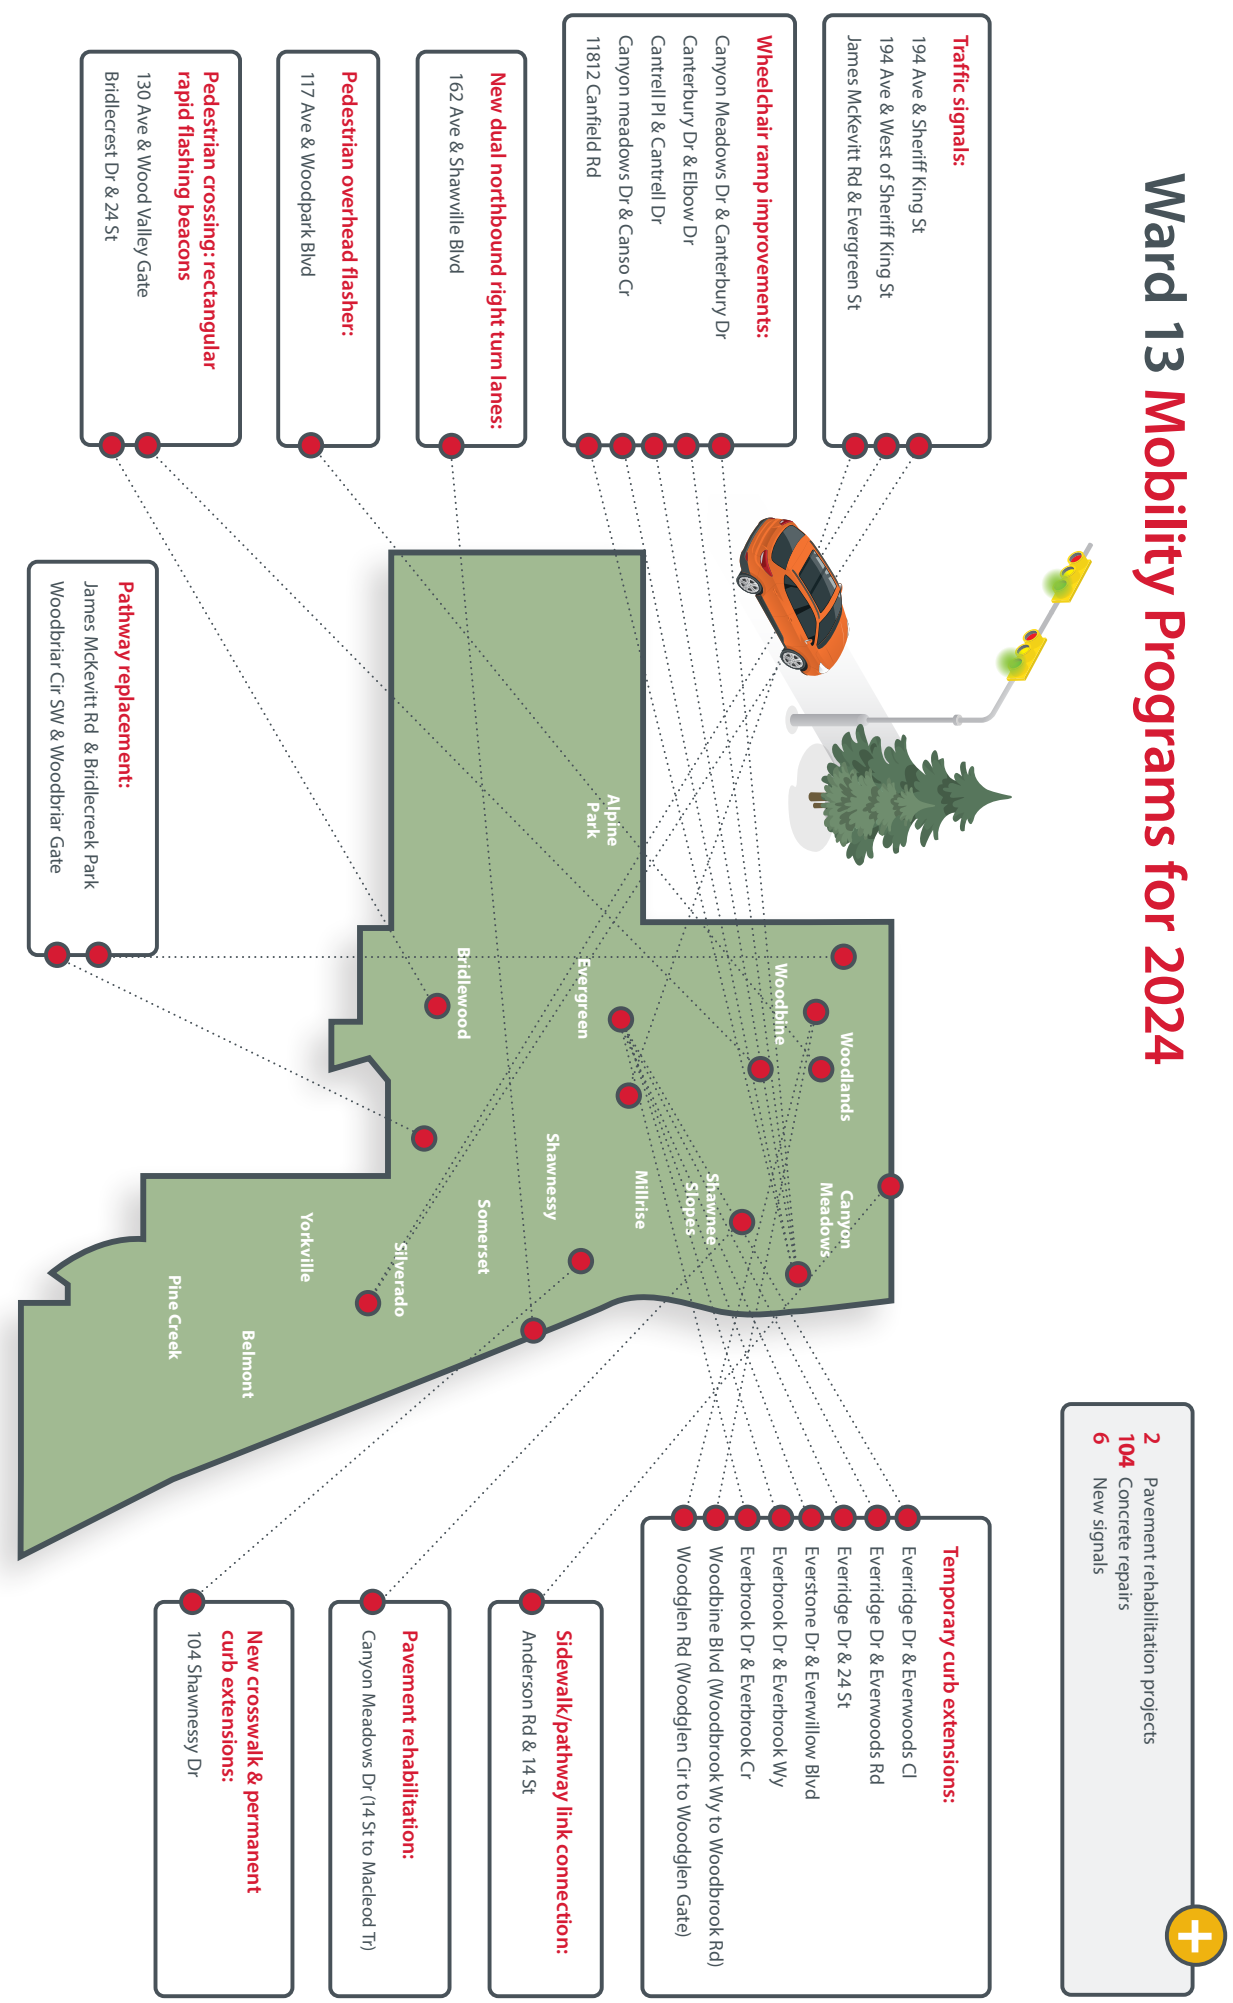 Ward 13 Mobility Programs for 2024
2 Pavement rehabilitation projects
104 Concrete repairs
6 New signals
Traffic signals:
194 Ave & Sheriff King St
194 Ave & West of Sheriff King St
James McKevitt Rd & Evergreen St
Wheelchair ramp improvements:
Canyon Meadows Dr & Canterbury Dr
Canterbury Dr & Elbow Dr
Cantrell Pl & Cantrell Dr
Canyon meadows Dr & Canso Cr
11812 Canfield Rd
New dual northbound right turn lanes:
162 Ave & Shawville Blvd
Pedestrian overhead flasher:
117 Ave & Woodpark Blvd
Pedestrian crossing: rectangular
rapid flashing beacons
130 Ave & Wood Valley Gate
Bridlecrest Dr & 24 St
Pathway replacement:
James McKevitt Rd & Bridlecreek Park
Woodbriar Cir SW & Woodbriar Gate
Woodlands
Canyon
Meadows
Woodbine
Shawnee
Slopes
Alpine
Park
Evergreen
Millrise
Shawnessy
Bridlewood
Somerset
Silverado
Yorkville
Belmont
Pine Creek
Temporary curb extensions:
Everridge Dr & Everwoods Cl
Everridge Dr & Everwoods Rd
Everridge Dr & 24 St
Everstone Dr & Everwillow Blvd
Everbrook Dr & Everbrook Wy
Everbrook Dr & Everbrook Cr
Woodbine Blvd (Woodbrook Wy to Woodbrook Rd)
Woodglen Rd (Woodglen Cir to Woodglen Gate)
Sidewalk/pathway link connection:
Anderson Rd & 14 St
Pavement rehabilitation:
Canyon Meadows Dr (14 St to Macleod Tr)
New crosswalk & permanent
curb extensions:
104 Shawnessy Dr